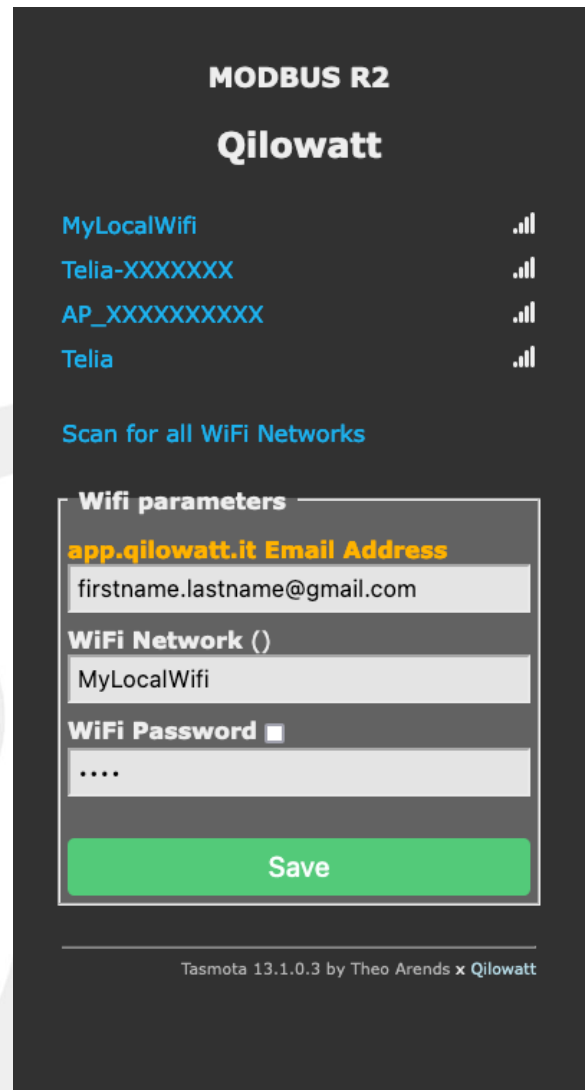 MODBUS R2
Qilowatt
MyLocalWifi
Telia-XXXXXXX
AP_XXXXXXXXXX
Telia
Scan for all WiFi Networks
Wifi parameters
app.qilowatt.it Email Address
firstname.lastname@gmail.com
WiFi Network ()
MyLocalWifi
WiFi Password
····
Save
Tasmota 13.1.0.3 by Theo Arends x Qilowatt